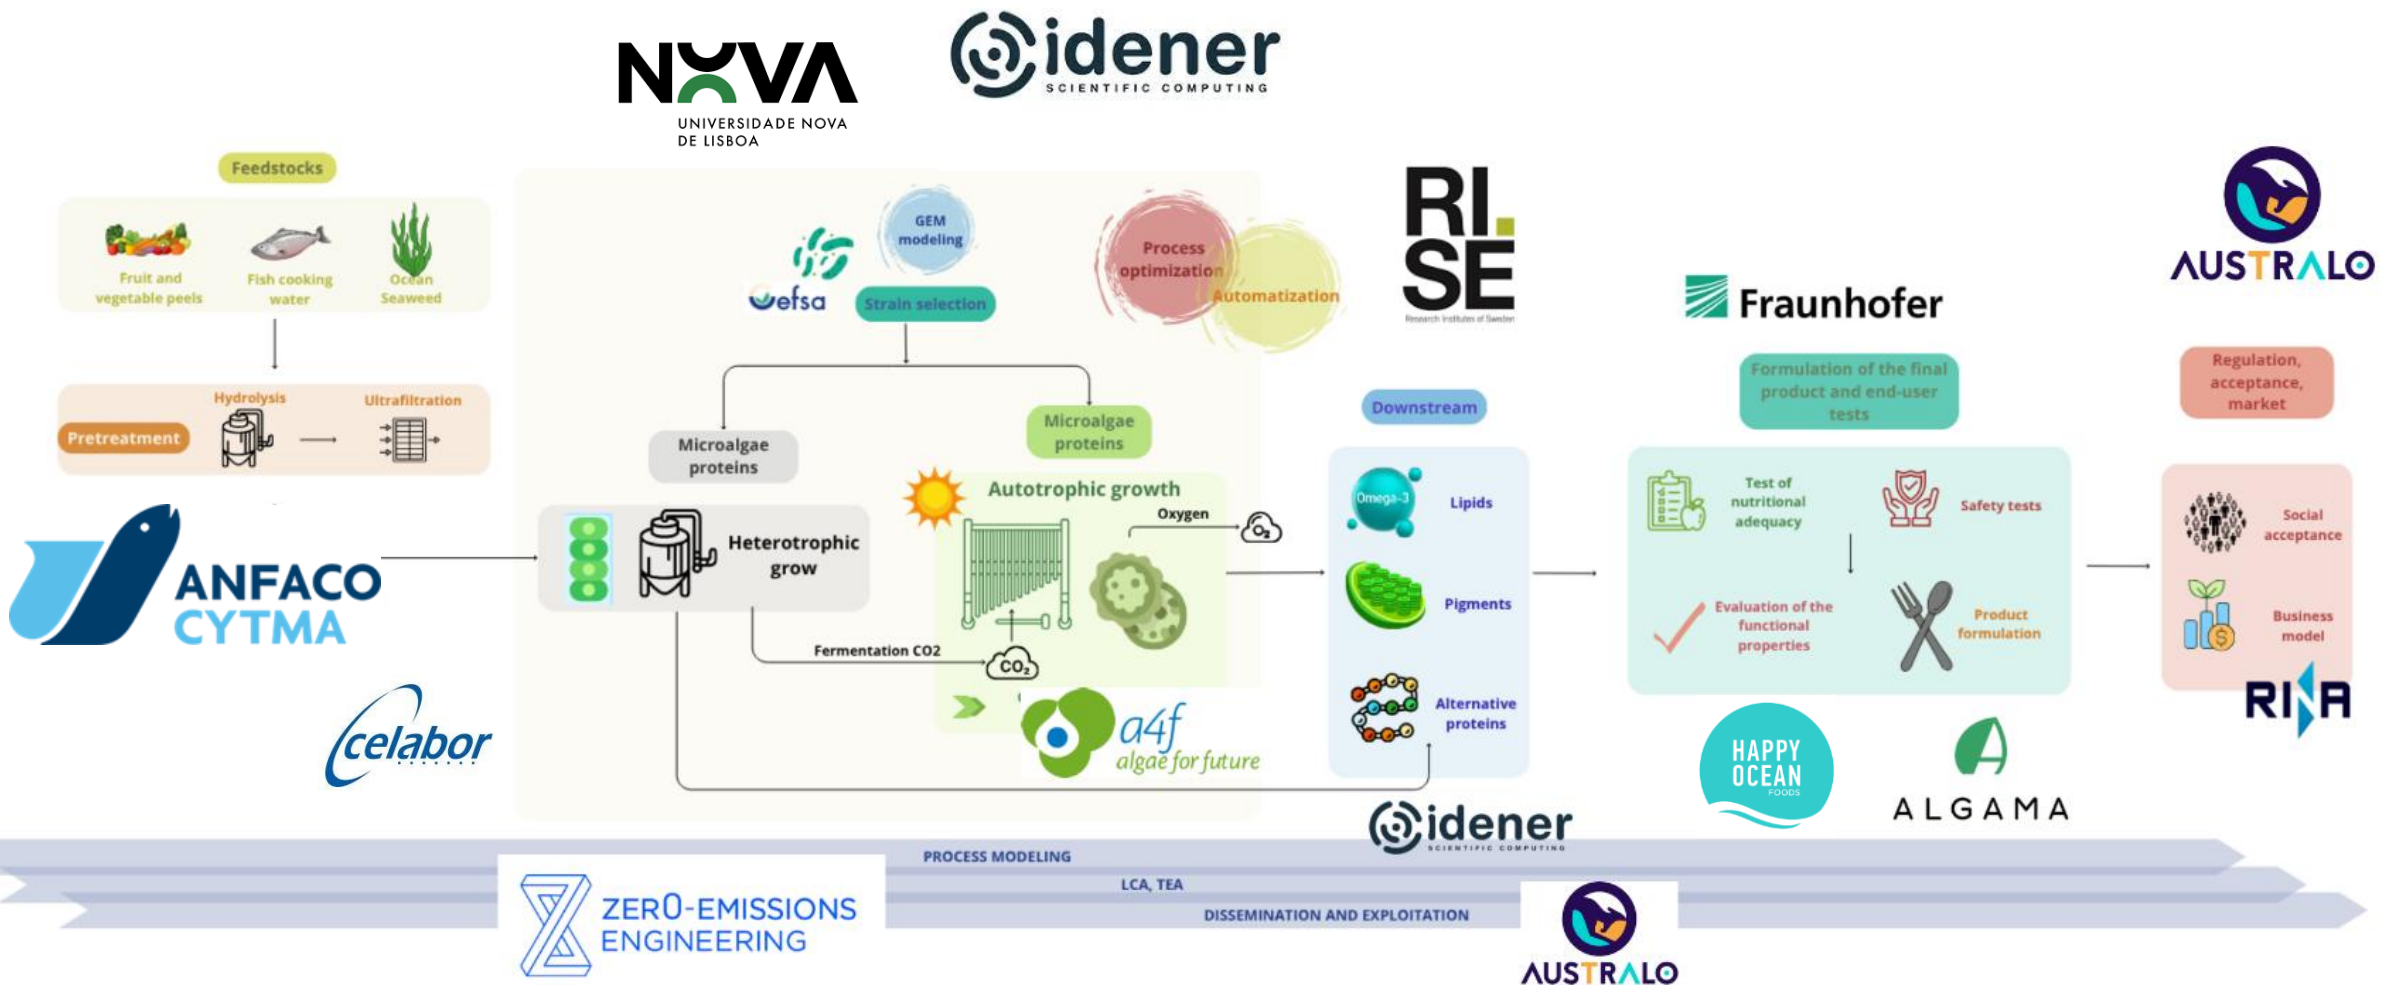 NOVA
UNIVERSIDADE NOVA
DE LISBOA
idener
SCIENTIFIC COMPUTING
Feedstocks
Fruit and
vegetable peels
Fish cooking
water
Ocean
Seaweed
Pretreatment
Hydrolysis
Ultrafiltration
ANFACO
CYTMA
celabor
efsa
GEM
modeling
Strain selection
Process
optimization
Automatization
Microalgae
proteins
Microalgae
proteins
Heterotrophic
grow
Autotrophic growth
Oxygen
O2
Fermentation CO2
CO2
a4f
algae for future
RI.
SE
Research Institutes of Sweden
Downstream
Omega-3
Lipids
Pigments
Alternative
proteins
idener
SCIENTIFIC COMPUTING
Fraunhofer
Formulation of the final
product and end-user
tests
Test of
nutritional
adequacy
Safety tests
Evaluation of the
functional
properties
Product
formulation
HAPPY
OCEAN
FOODS
ALGAMA
AUSTRALO
Regulation,
acceptance,
market
Social
acceptance
Business
model
RINA
PROCESS MODELING
LCA, TEA
DISSEMINATION AND EXPLOITATION
ZER0-EMISSIONS
ENGINEERING
AUSTRALO